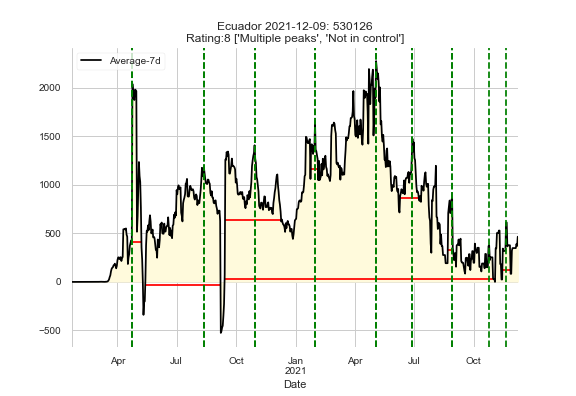 Ecuador 2021-12-09: 530126
Rating:8 ['Multiple peaks', 'Not in control']
Average-7d
2000
1500
1000
500
0
−500
Apr Jul Oct Jan Apr Jul Oct
2021
Date